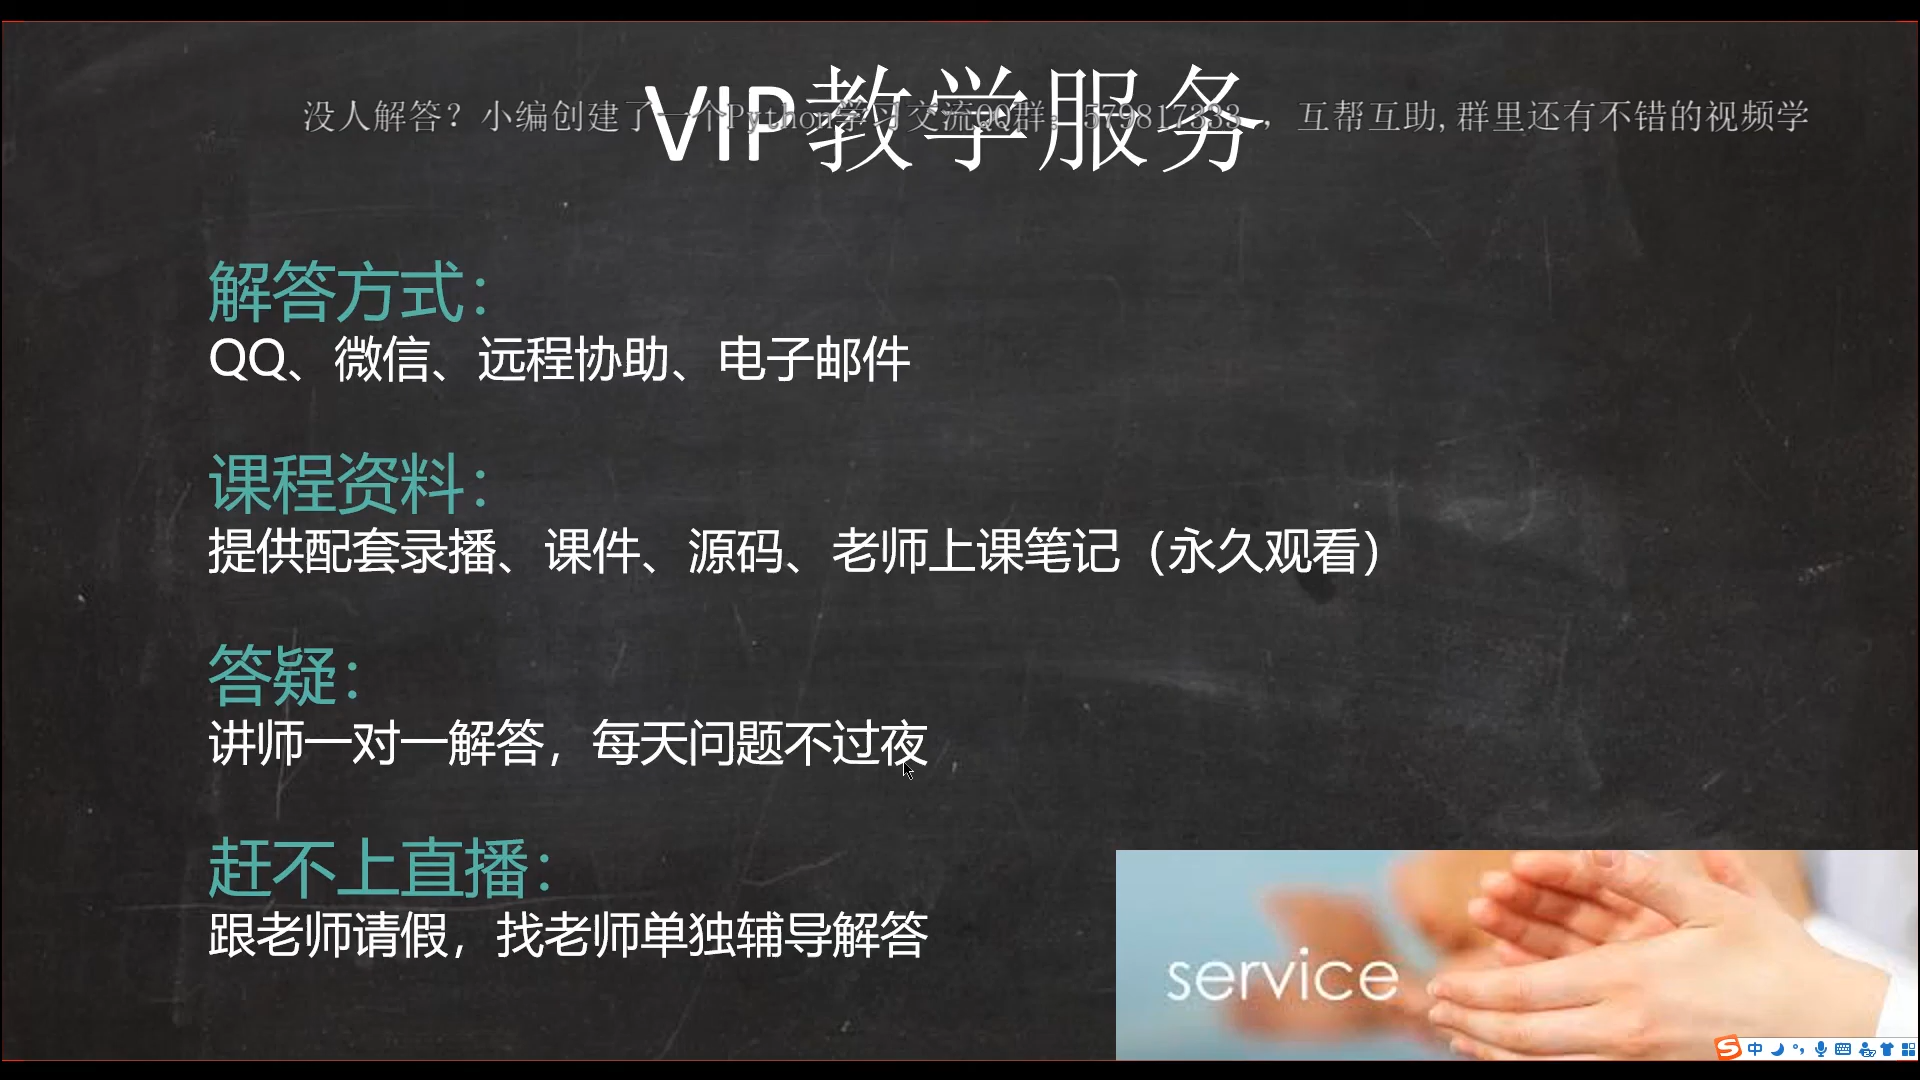 VIP教学服务
没人解答？小编创建了一个Python学习交流QQ群：579817333 ，互帮互助,群里还有不错的视频学
解答方式：
QQ、微信、远程协助、电子邮件
课程资料：
提供配套录播、课件、源码、老师上课笔记（永久观看）
答疑：
讲师一对一解答，每天问题不过夜
赶不上直播：
跟老师请假，找老师单独辅导解答
service
中